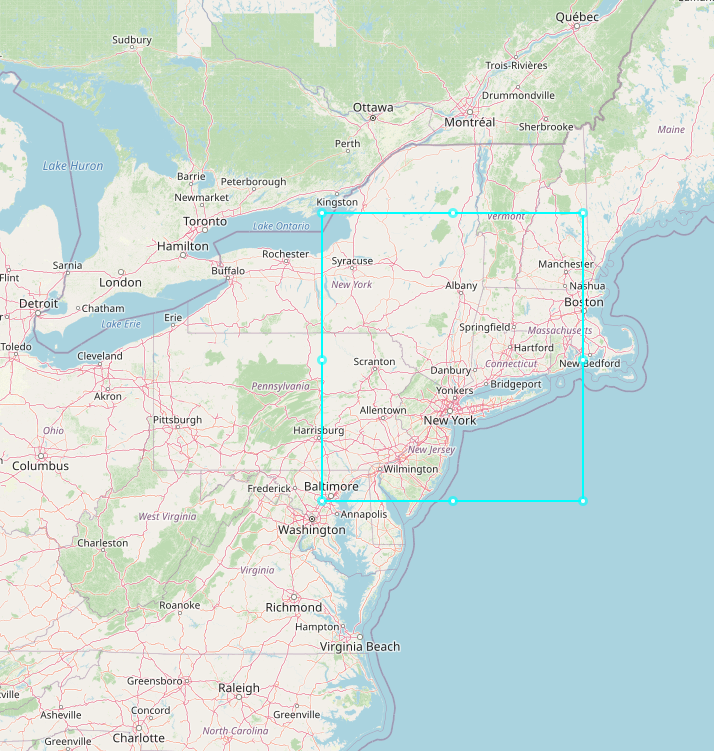 Québec
Sudbury
Trois-Rivières
Drummondville
Ottawa
Montréal
Sherbrooke
Maine
Perth
Lake Huron
Barrie
Peterborough
Newmarket
Kingston
Vermont
Toronto
Lake Ontario
Hamilton
Rochester
Syracuse
Manchester
Sarnia
Flint
London
Buffalo
New York
Albany
Nashua
Boston
Detroit
Chatham
Erie
Lake Erie
Springfield
Massachusetts
Toledo
Cleveland
Hartford
Scranton
Connecticut
New Bedford
Danbury
Akron
Pennsylvania
Bridgeport
Yonkers
Allentown
Pittsburgh
New York
Ohio
Harrisburg
New Jersey
Columbus
Wilmington
Frederick
Baltimore
West Virginia
Annapolis
Washington
Charleston
Virginia
Roanoke
Richmond
Hampton
Virginia Beach
Greensboro
Raleigh
ville
Concord
Asheville
Greenville
North Carolina
Charlotte
Greenville